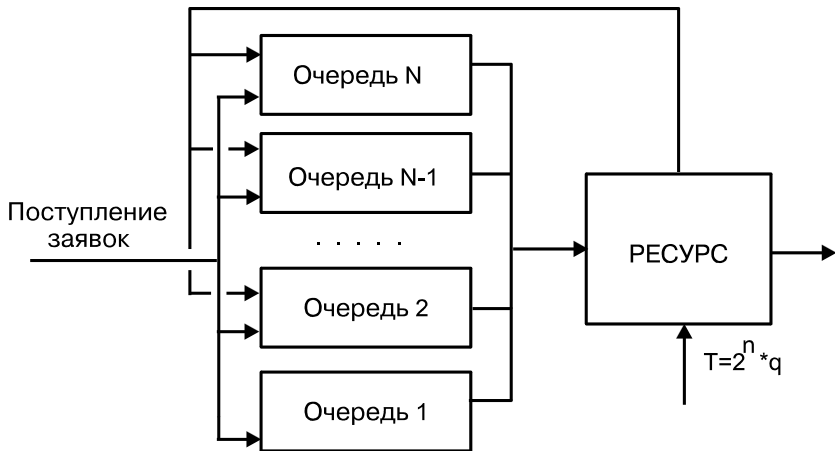 Очередь N
Очередь N-1
Поступление
заявок
. . . . .
РЕСУРС
Очередь 2
T=2^n *q
Очередь 1